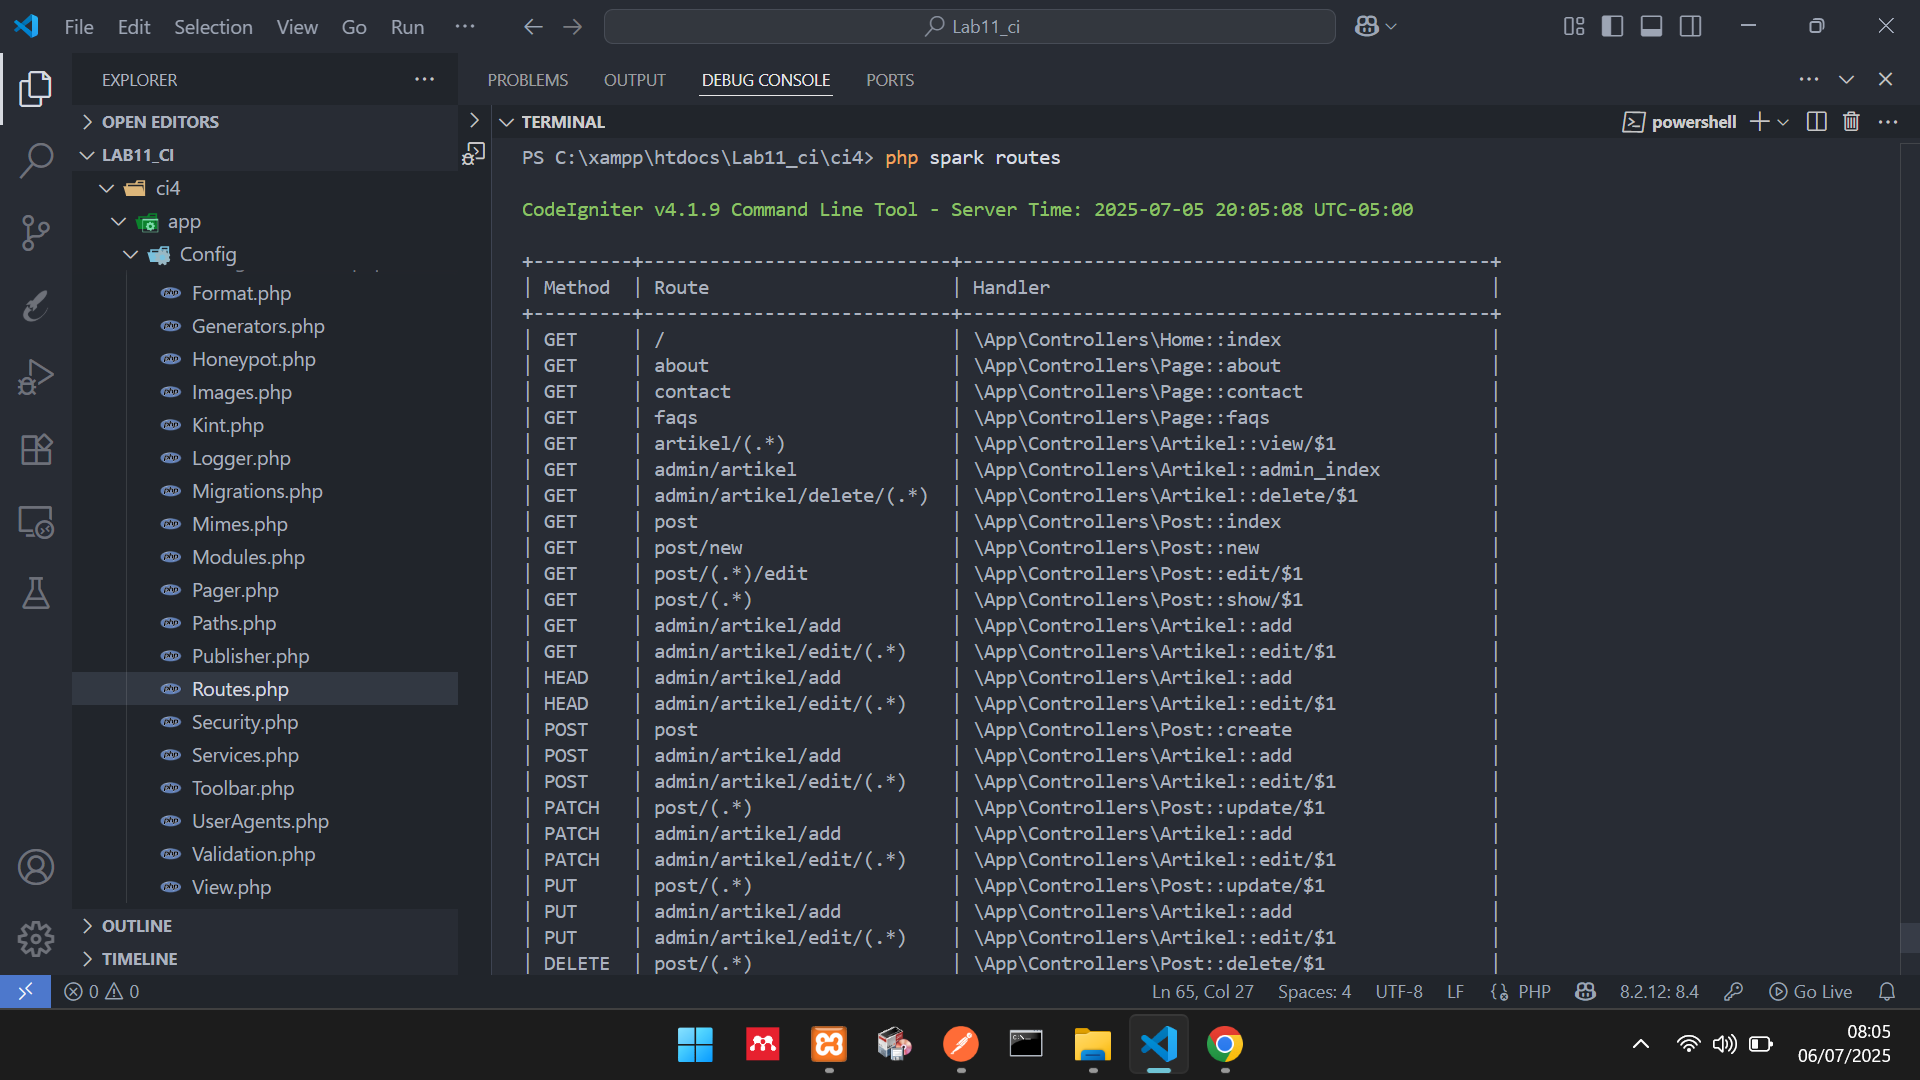 File Edit Selection View Go Run ··· Lab11_ci
EXPLORER
OPEN EDITORS
LAB11_CI
ci4
app
Config
Format.php
Generators.php
Honeypot.php
Images.php
Kint.php
Logger.php
Migrations.php
Mimes.php
Modules.php
Pager.php
Paths.php
Publisher.php
Routes.php
Security.php
Services.php
Toolbar.php
UserAgents.php
Validation.php
View.php
OUTLINE
TIMELINE
PROBLEMS OUTPUT DEBUG CONSOLE PORTS
TERMINAL powershell
PS C:\xampp\htdocs\Lab11_ci\ci4> php spark routes
CodeIgniter v4.1.9 Command Line Tool - Server Time: 2025-07-05 20:05:08 UTC-05:00
+---------+----------------------------+------------------------------------------------+
| Method | Route | Handler |
+---------+----------------------------+------------------------------------------------+
| GET | / | \App\Controllers\Home::index |
| GET | about | \App\Controllers\Page::about |
| GET | contact | \App\Controllers\Page::contact |
| GET | faqs | \App\Controllers\Page::faqs |
| GET | artikel/(.*) | \App\Controllers\Artikel::view/$1 |
| GET | admin/artikel | \App\Controllers\Artikel::admin_index |
| GET | admin/artikel/delete/(.*) | \App\Controllers\Artikel::delete/$1 |
| GET | post | \App\Controllers\Post::index |
| GET | post/new | \App\Controllers\Post::new |
| GET | post/(.*)/edit | \App\Controllers\Post::edit/$1 |
| GET | post/(.*) | \App\Controllers\Post::show/$1 |
| GET | admin/artikel/add | \App\Controllers\Artikel::add |
| GET | admin/artikel/edit/(.*) | \App\Controllers\Artikel::edit/$1 |
| HEAD | admin/artikel/add | \App\Controllers\Artikel::add |
| HEAD | admin/artikel/edit/(.*) | \App\Controllers\Artikel::edit/$1 |
| POST | post | \App\Controllers\Post::create |
| POST | admin/artikel/add | \App\Controllers\Artikel::add |
| POST | admin/artikel/edit/(.*) | \App\Controllers\Artikel::edit/$1 |
| PATCH | post/(.*) | \App\Controllers\Post::update/$1 |
| PATCH | admin/artikel/add | \App\Controllers\Artikel::add |
| PATCH | admin/artikel/edit/(.*) | \App\Controllers\Artikel::edit/$1 |
| PUT | post/(.*) | \App\Controllers\Post::update/$1 |
| PUT | admin/artikel/add | \App\Controllers\Artikel::add |
| PUT | admin/artikel/edit/(.*) | \App\Controllers\Artikel::edit/$1 |
| DELETE | post/(.*) | \App\Controllers\Post::delete/$1 |
0 0 Ln 65, Col 27 Spaces: 4 UTF-8 LF PHP 8.2.12: 8.4 Go Live
08:05
06/07/2025